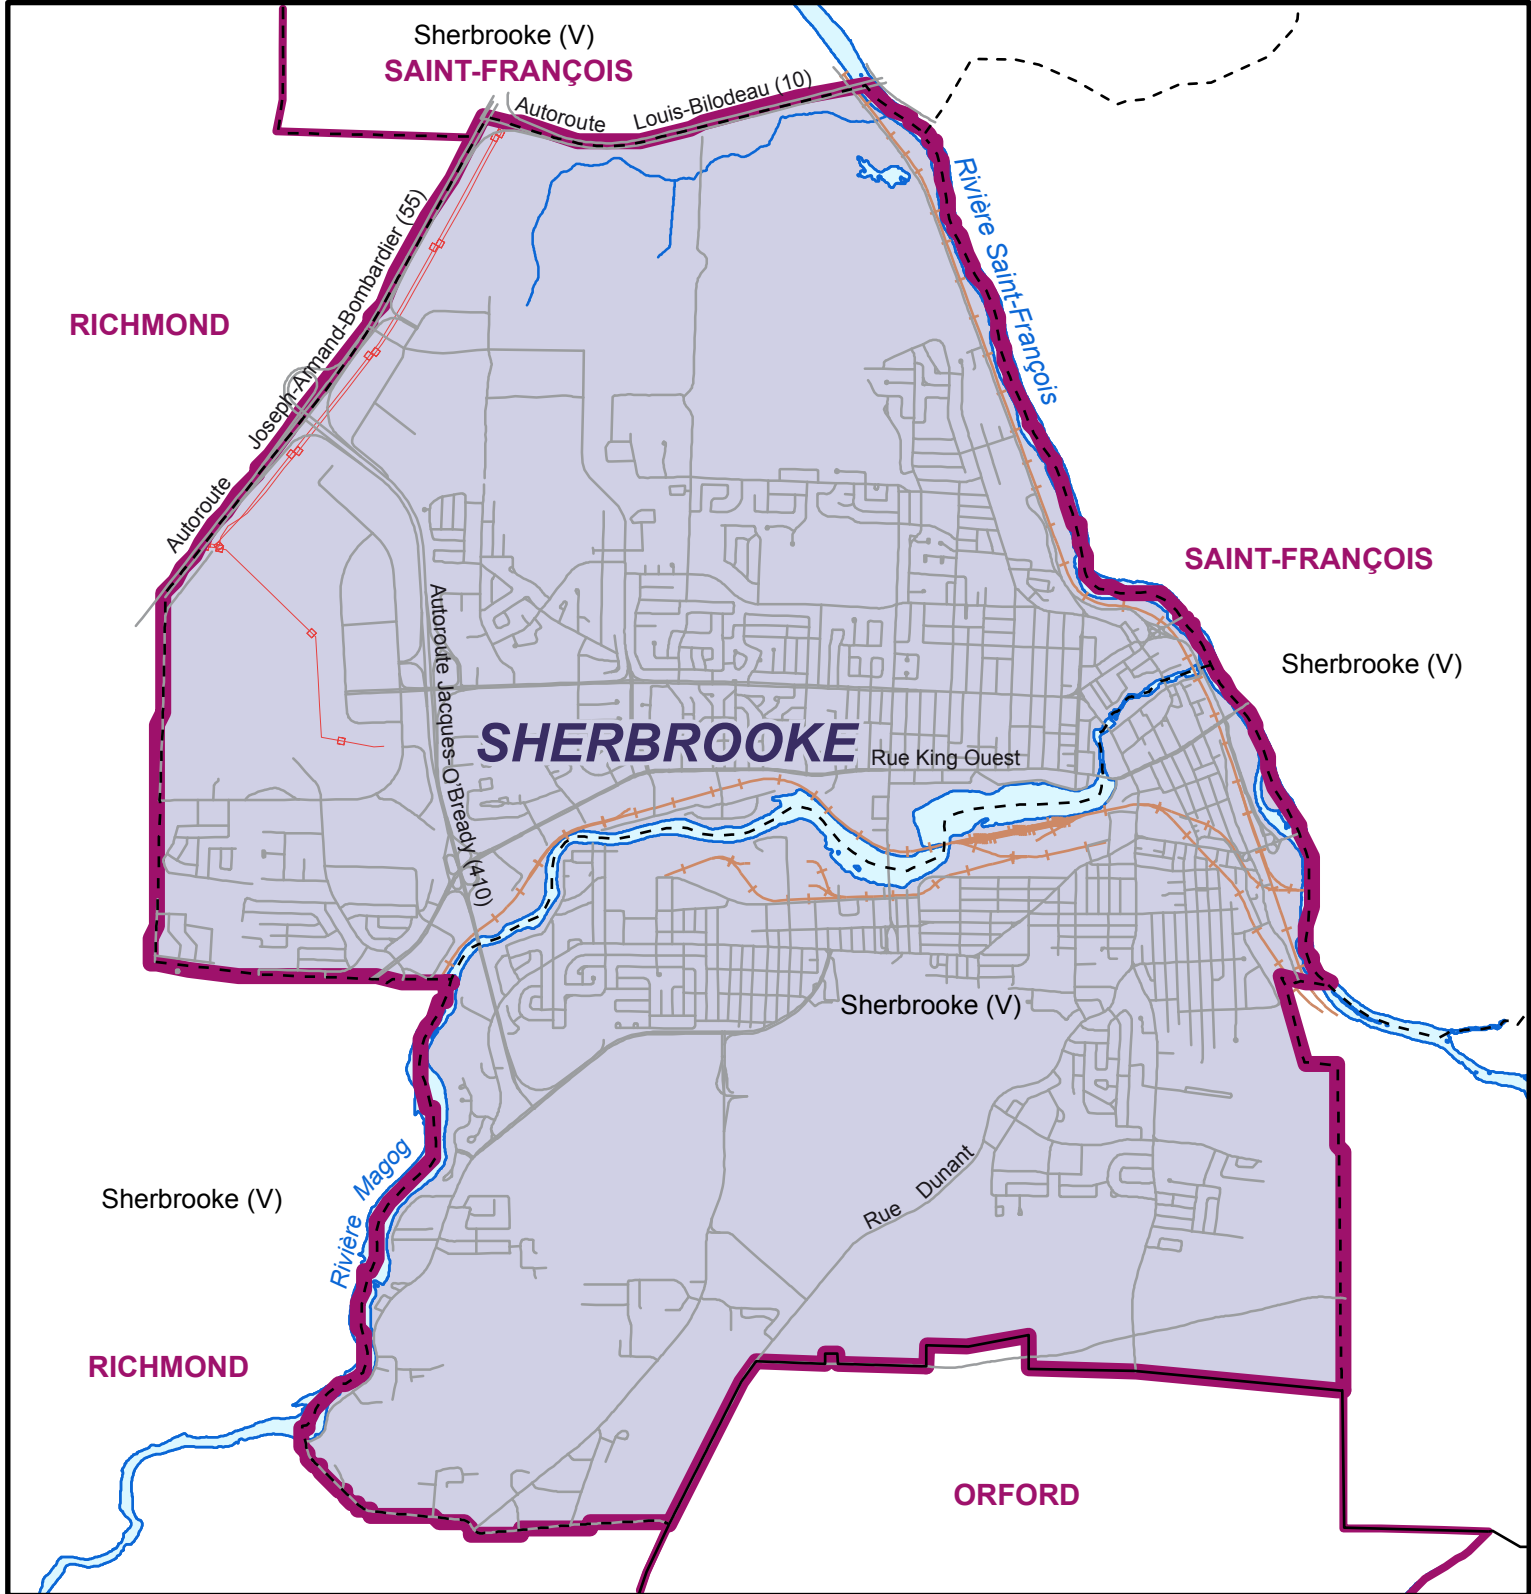 Sherbrooke (V)
SAINT-FRANÇOIS
Autoroute Louis-Bilodeau (10)
Rivière Saint-François
Autoroute Joseph-Armand-Bombardier (55)
RICHMOND
SAINT-FRANÇOIS
Sherbrooke (V)
Autoroute Jacques-O'Bready (410)
SHERBROOKE
Rue King Ouest
Sherbrooke (V)
Rue Dunant
Rivière Magog
Sherbrooke (V)
RICHMOND
ORFORD